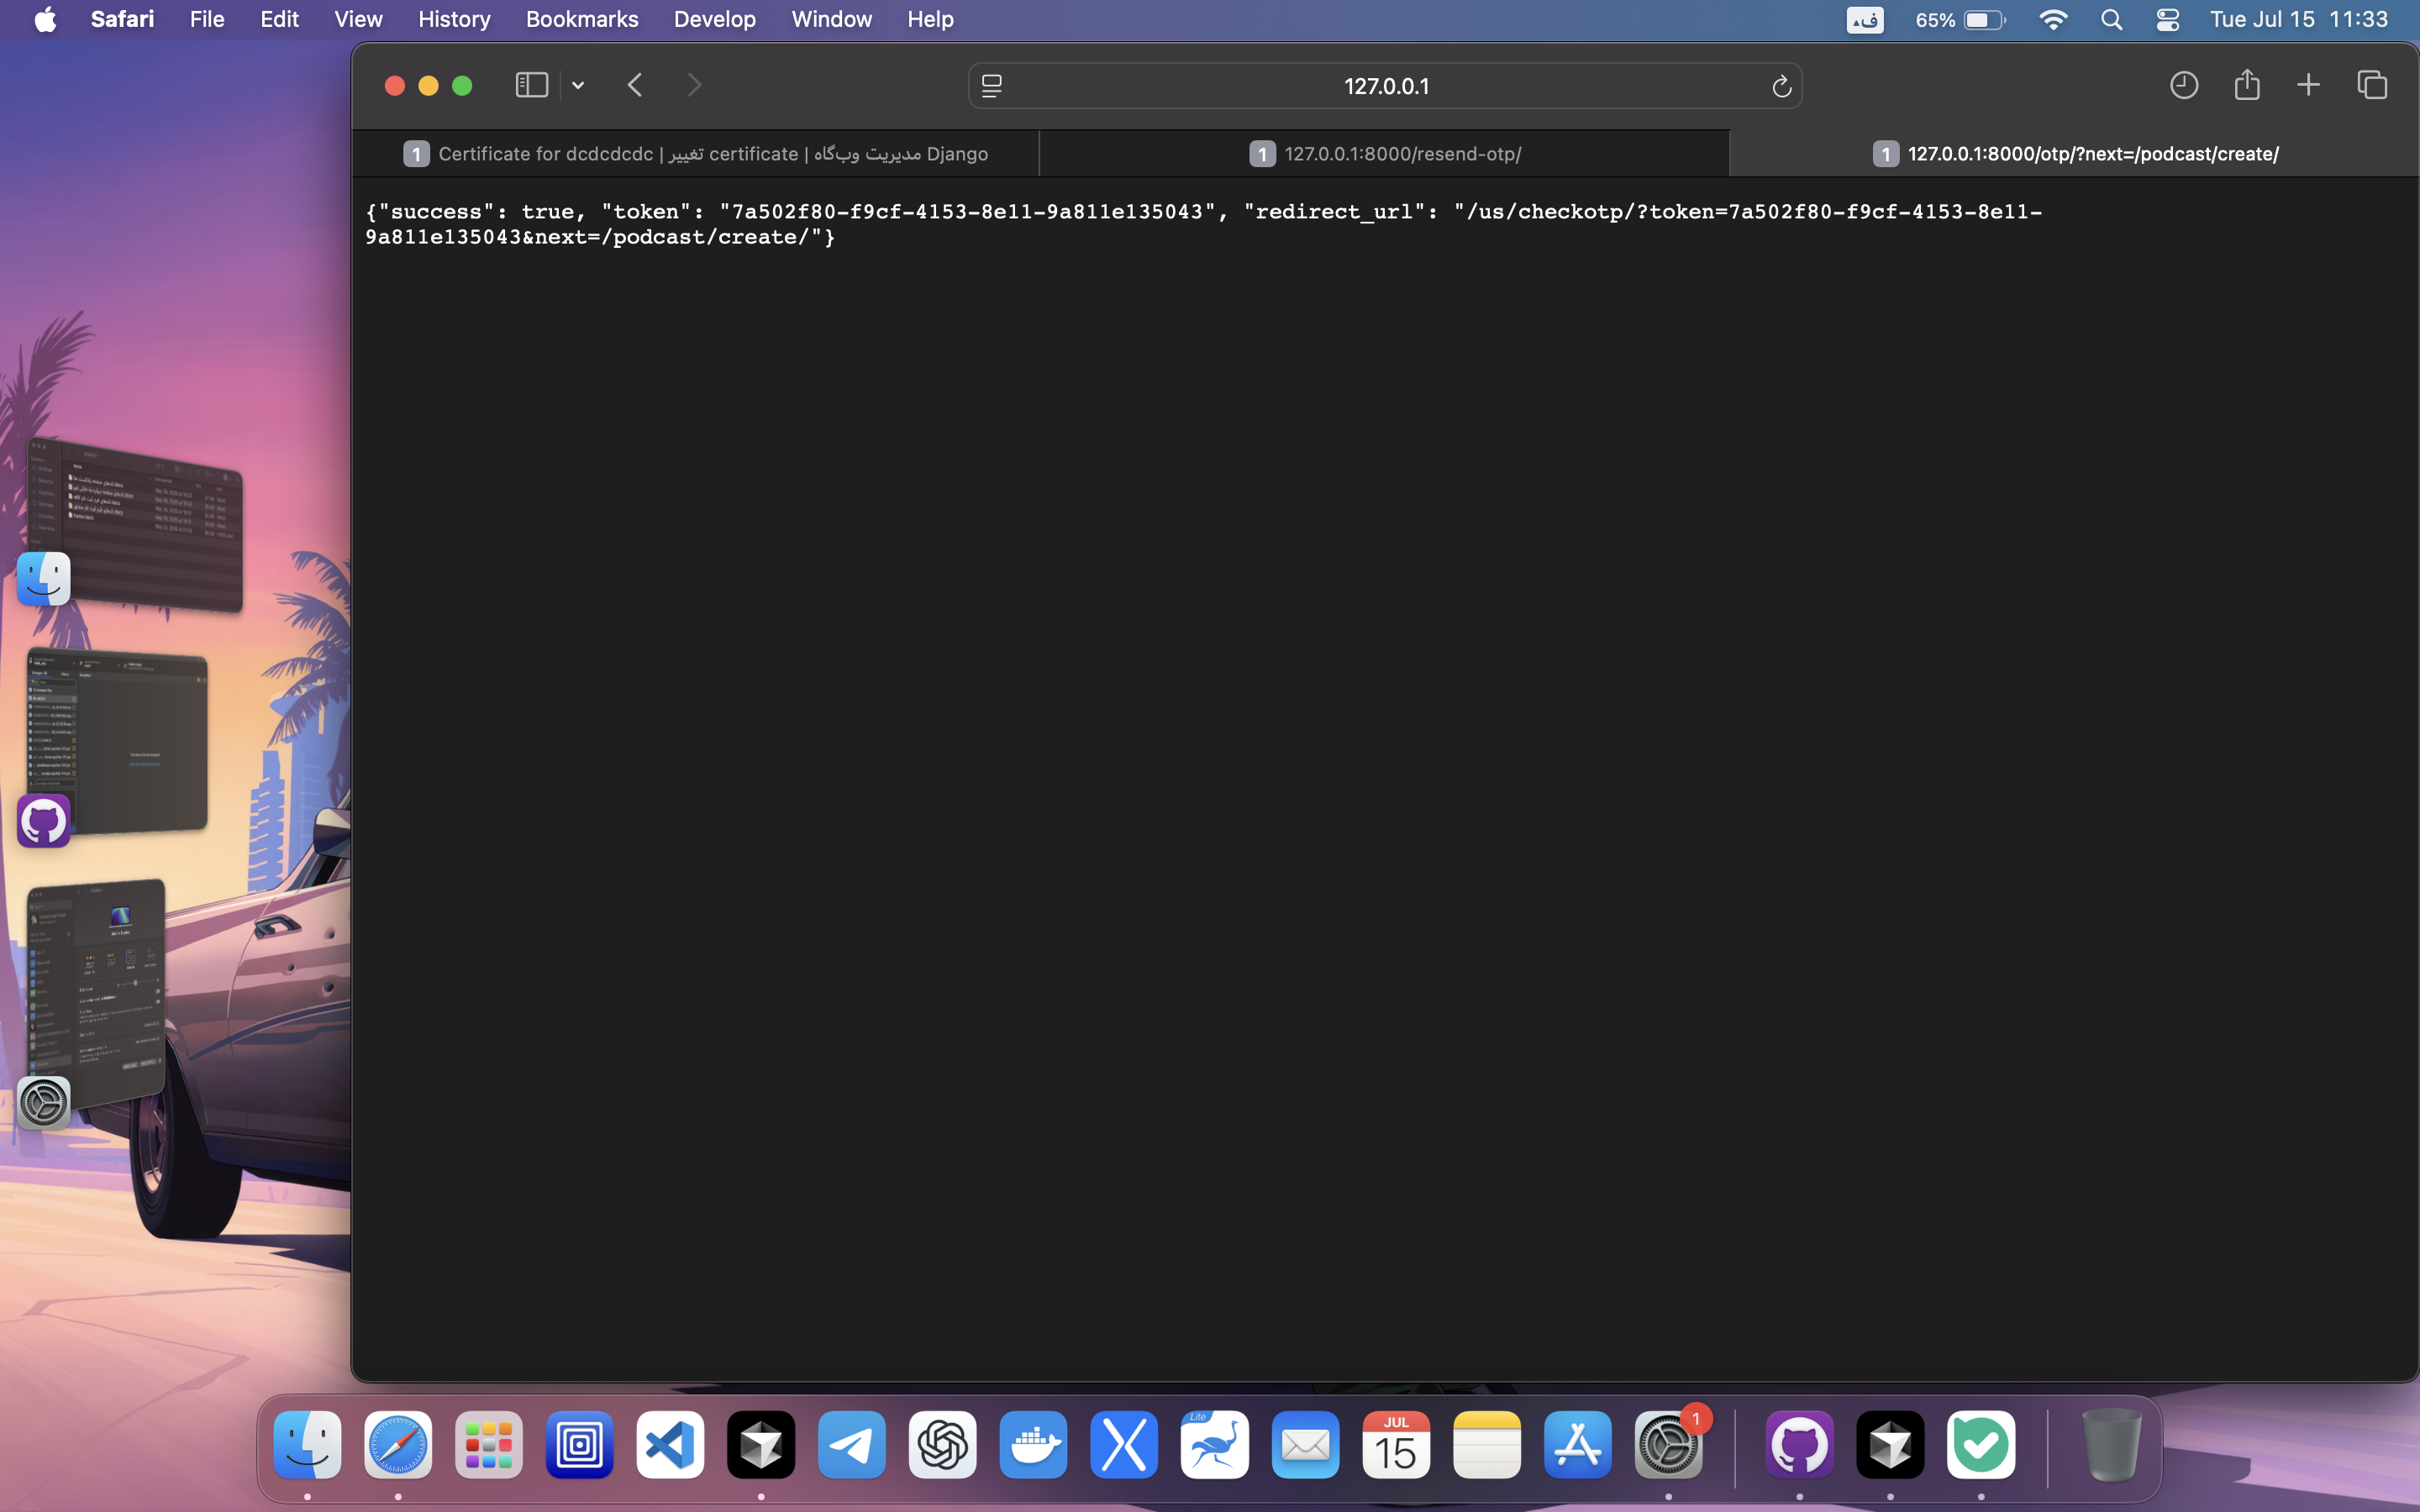 Safari File Edit View History Bookmarks Develop Window Help ف 65% Tue Jul 15 11:33
127.0.0.1
1 Certificate for dcdcdcdc | تغییر certificate | مدیریت وب‌گاه Django
1 127.0.0.1:8000/resend-otp/
1 127.0.0.1:8000/otp/?next=/podcast/create/
{"success": true, "token": "7a502f80-f9cf-4153-8e11-9a811e135043", "redirect_url": "/us/checkotp/?token=7a502f80-f9cf-4153-8e11-
9a811e135043&next=/podcast/create/"}
Lite
JUL
15
1